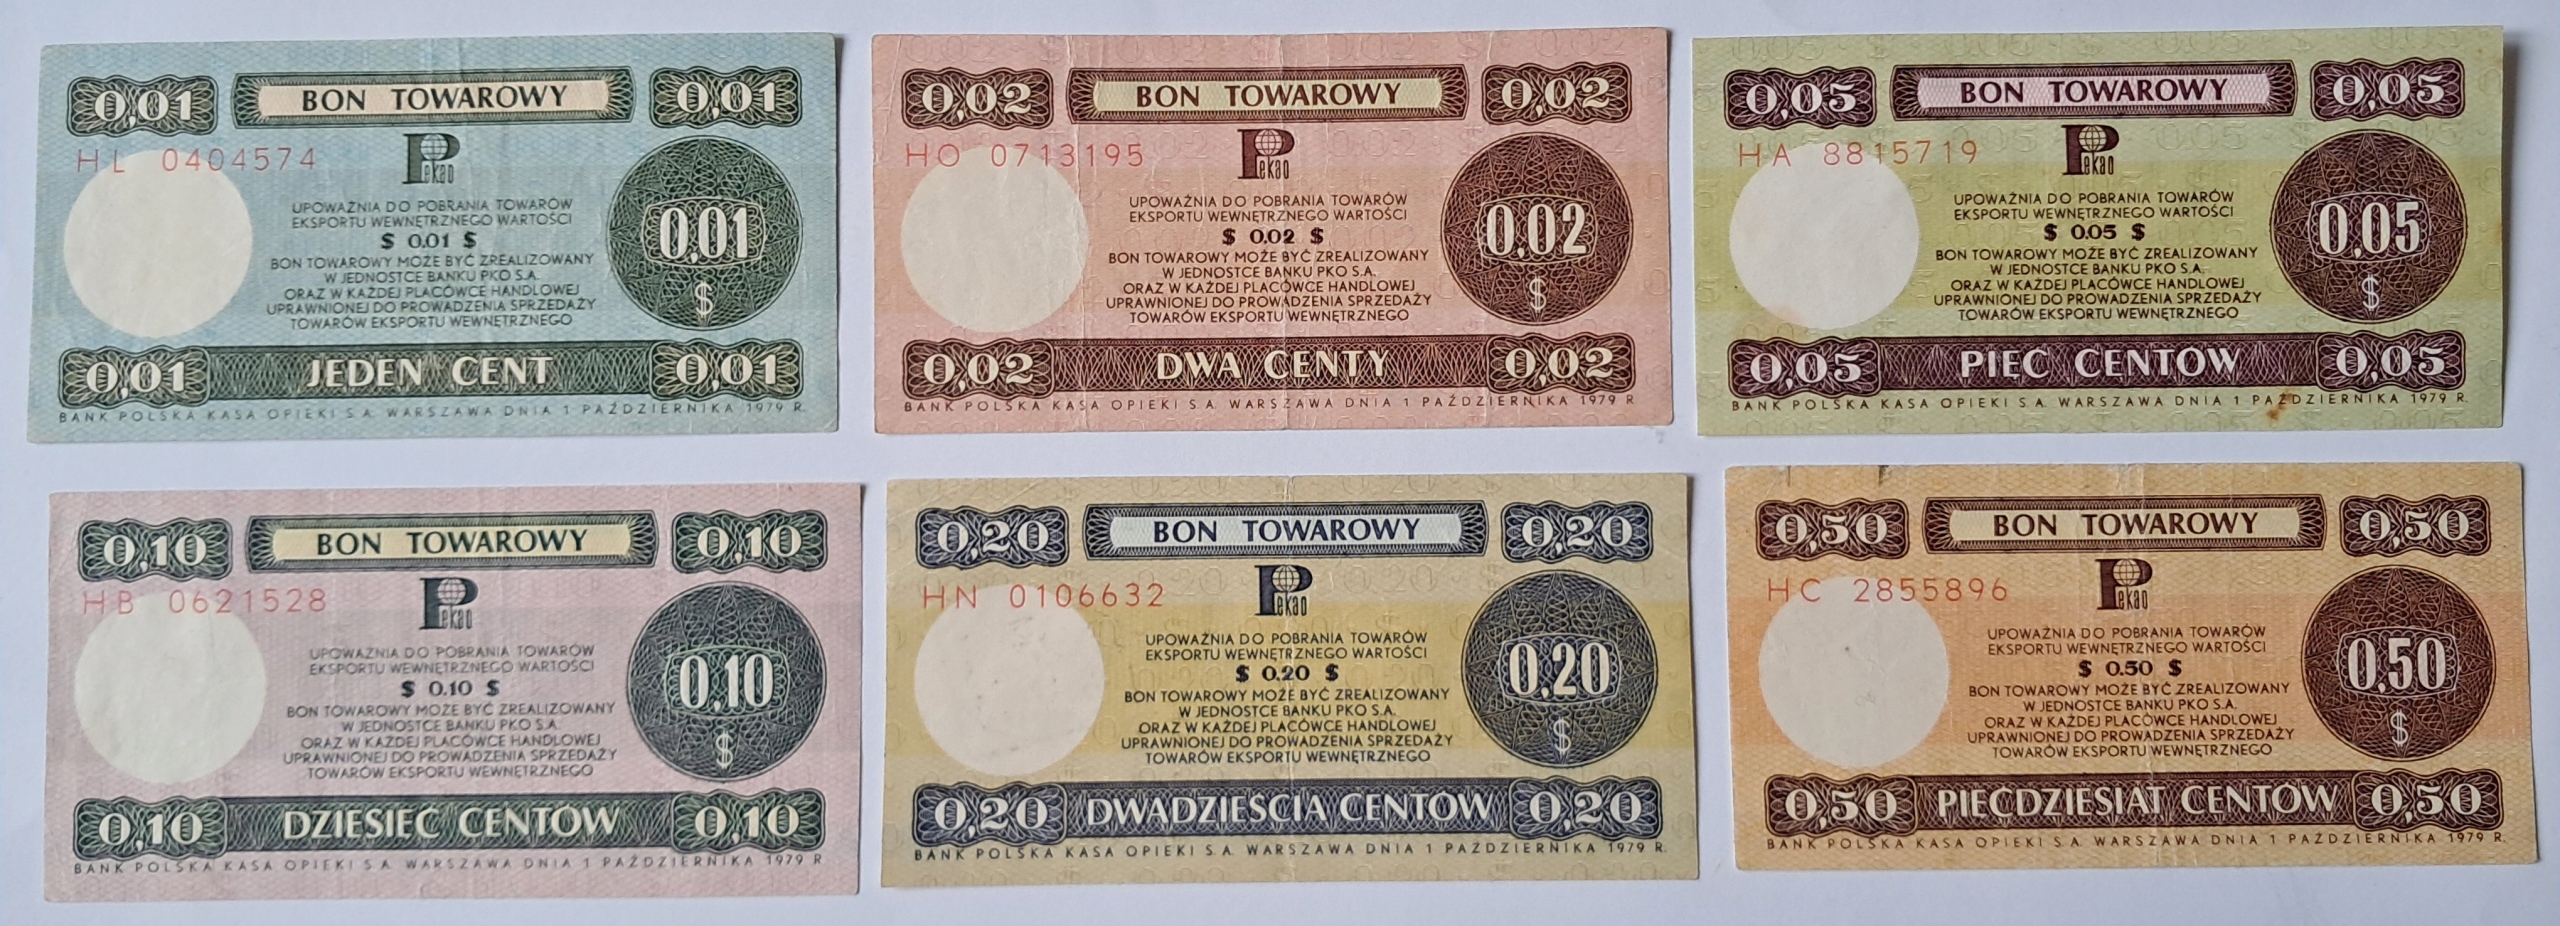 0,01 BON TOWAROWY 0,01
HL 0404574 Pekao
UPOWAŻNIA DO POBRANIA TOWARÓW
EKSPORTU WEWNĘTRZNEGO WARTOŚCI
$ 0.01 $
BON TOWAROWY MOŻE BYĆ ZREALIZOWANY
W JEDNOSTCE BANKU PKO S.A.
ORAZ W KAŻDEJ PLACÓWCE HANDLOWEJ
UPRAWNIONEJ DO PROWADZENIA SPRZEDAŻY
TOWARÓW EKSPORTU WEWNĘTRZNEGO
0,01
$
0,01 JEDEN CENT 0,01
BANK POLSKA KASA OPIEKI S.A. WARSZAWA DNIA 1 PAŹDZIERNIKA 1979 R.
0,02 BON TOWAROWY 0,02
HO 0713195 Pekao
UPOWAŻNIA DO POBRANIA TOWARÓW
EKSPORTU WEWNĘTRZNEGO WARTOŚCI
$ 0.02 $
BON TOWAROWY MOŻE BYĆ ZREALIZOWANY
W JEDNOSTCE BANKU PKO S.A.
ORAZ W KAŻDEJ PLACÓWCE HANDLOWEJ
UPRAWNIONEJ DO PROWADZENIA SPRZEDAŻY
TOWARÓW EKSPORTU WEWNĘTRZNEGO
0,02
$
0,02 DWA CENTY 0,02
BANK POLSKA KASA OPIEKI S.A. WARSZAWA DNIA 1 PAŹDZIERNIKA 1979 R
0,05 BON TOWAROWY 0,05
HA 8815719 Pekao
UPOWAŻNIA DO POBRANIA TOWARÓW
EKSPORTU WEWNĘTRZNEGO WARTOŚCI
$ 0.05 $
BON TOWAROWY MOŻE BYĆ ZREALIZOWANY
W JEDNOSTCE BANKU PKO S.A.
ORAZ W KAŻDEJ PLACÓWCE HANDLOWEJ
UPRAWNIONEJ DO PROWADZENIA SPRZEDAŻY
TOWARÓW EKSPORTU WEWNĘTRZNEGO
0,05
$
0,05 PIĘĆ CENTÓW 0,05
BANK POLSKA KASA OPIEKI S.A. WARSZAWA DNIA 1 PAŹDZIERNIKA 1979 R.
0,10 BON TOWAROWY 0,10
HB 0621528 Pekao
UPOWAŻNIA DO POBRANIA TOWARÓW
EKSPORTU WEWNĘTRZNEGO WARTOŚCI
$ 0.10 $
BON TOWAROWY MOŻE BYĆ ZREALIZOWANY
W JEDNOSTCE BANKU PKO S.A.
ORAZ W KAŻDEJ PLACÓWCE HANDLOWEJ
UPRAWNIONEJ DO PROWADZENIA SPRZEDAŻY
TOWARÓW EKSPORTU WEWNĘTRZNEGO
0,10
$
0,10 DZIESIĘĆ CENTÓW 0,10
BANK POLSKA KASA OPIEKI S.A. WARSZAWA DNIA 1 PAŹDZIERNIKA 1979 R
0,20 BON TOWAROWY 0,20
HN 0106632 Pekao
UPOWAŻNIA DO POBRANIA TOWARÓW
EKSPORTU WEWNĘTRZNEGO WARTOŚCI
$ 0.20 $
BON TOWAROWY MOŻE BYĆ ZREALIZOWANY
W JEDNOSTCE BANKU PKO S.A.
ORAZ W KAŻDEJ PLACÓWCE HANDLOWEJ
UPRAWNIONEJ DO PROWADZENIA SPRZEDAŻY
TOWARÓW EKSPORTU WEWNĘTRZNEGO
0,20
$
0,20 DWADZIEŚCIA CENTÓW 0,20
BANK POLSKA KASA OPIEKI S.A. WARSZAWA DNIA 1 PAŹDZIERNIKA 1979 R.
0,50 BON TOWAROWY 0,50
HC 2855896 Pekao
UPOWAŻNIA DO POBRANIA TOWARÓW
EKSPORTU WEWNĘTRZNEGO WARTOŚCI
$ 0.50 $
BON TOWAROWY MOŻE BYĆ ZREALIZOWANY
W JEDNOSTCE BANKU PKO S.A.
ORAZ W KAŻDEJ PLACÓWCE HANDLOWEJ
UPRAWNIONEJ DO PROWADZENIA SPRZEDAŻY
TOWARÓW EKSPORTU WEWNĘTRZNEGO
0,50
$
0,50 PIĘĆDZIESIĄT CENTÓW 0,50
BANK POLSKA KASA OPIEKI S.A. WARSZAWA DNIA 1 PAŹDZIERNIKA 1979 R.